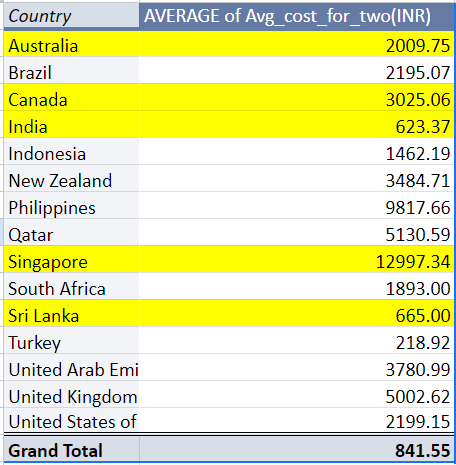 Country AVERAGE of Avg_cost_for_two(INR)
Australia 2009.75
Brazil 2195.07
Canada 3025.06
India 623.37
Indonesia 1462.19
New Zealand 3484.71
Philippines 9817.66
Qatar 5130.59
Singapore 12997.34
South Africa 1893.00
Sri Lanka 665.00
Turkey 218.92
United Arab Emi 3780.99
United Kingdom 5002.62
United States of 2199.15
Grand Total 841.55